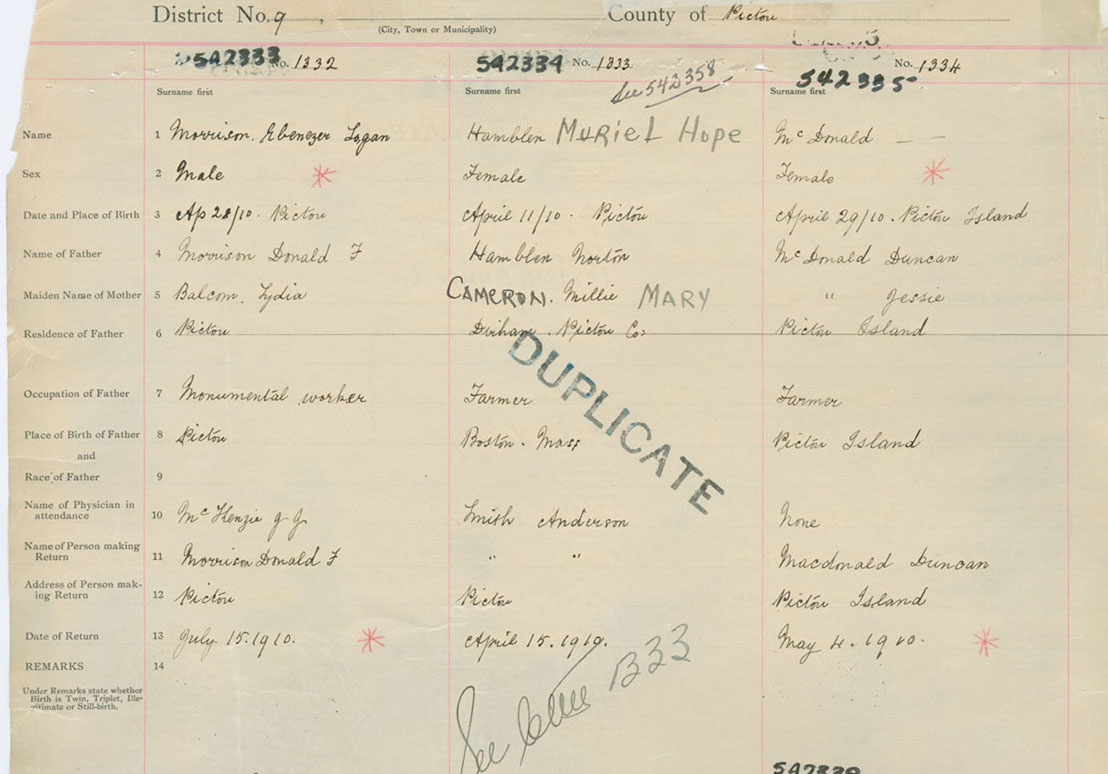 District No. 9 , County of Pictou
(City, Town or Municipality)
542333 No. 1332 542334 No. 1333 No. 1334
See 542358 542335
Surname first Surname first Surname first
Name 1 Morrison. Ebenezer Logan Hamblen MURIEL HOPE Mc Donald —
Sex 2 Male Female Female
Date and Place of Birth 3 Ap 28/10. Pictou April 11/10. Pictou April 29/10. Pictou Island
Name of Father 4 Morrison Donald F Hamblen Norton Mc Donald Duncan
Maiden Name of Mother 5 Balcom. Lydia CAMERON. Millie MARY " Jessie
Residence of Father 6 Pictou Pictou Co: Pictou Island
Occupation of Father 7 Monumental worker Farmer Farmer
Place of Birth of Father 8 Pictou Boston. Mass Pictou Island
and
Race of Father 9
Name of Physician in attendance 10 Mc Kenzie Smith Anderson None
Name of Person making Return 11 Morrison Donald F " " Macdonald Duncan
Address of Person making Return 12 Pictou Pictou Pictou Island
Date of Return 13 July 15.1910. April 15.1910. May 4.1910.
REMARKS 14
Under Remarks state whether Birth is Twin, Triplet, Illegitimate or Still-birth.
DUPLICATE
See 1333